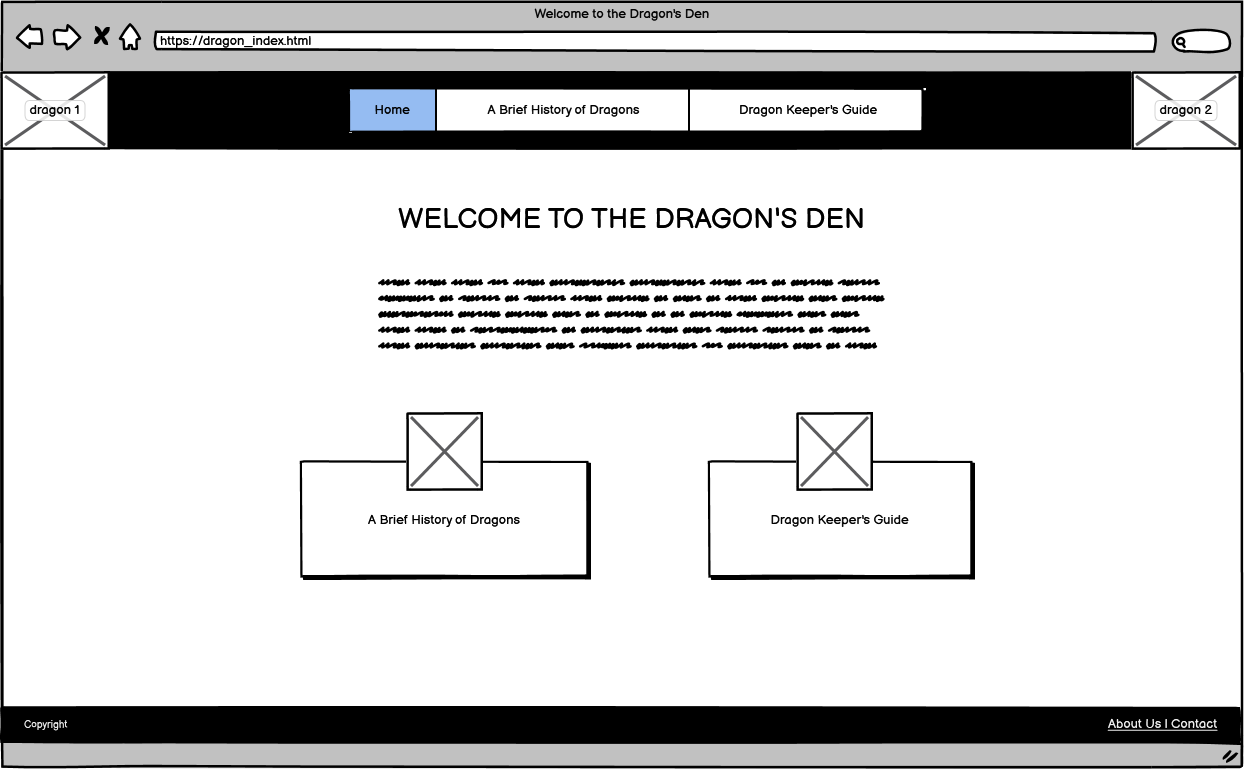 Welcome to the Dragon's Den
https://dragon_index.html
dragon 1
Home
A Brief History of Dragons
Dragon Keeper's Guide
dragon 2
WELCOME TO THE DRAGON'S DEN
A Brief History of Dragons
Dragon Keeper's Guide
Copyright
About Us | Contact